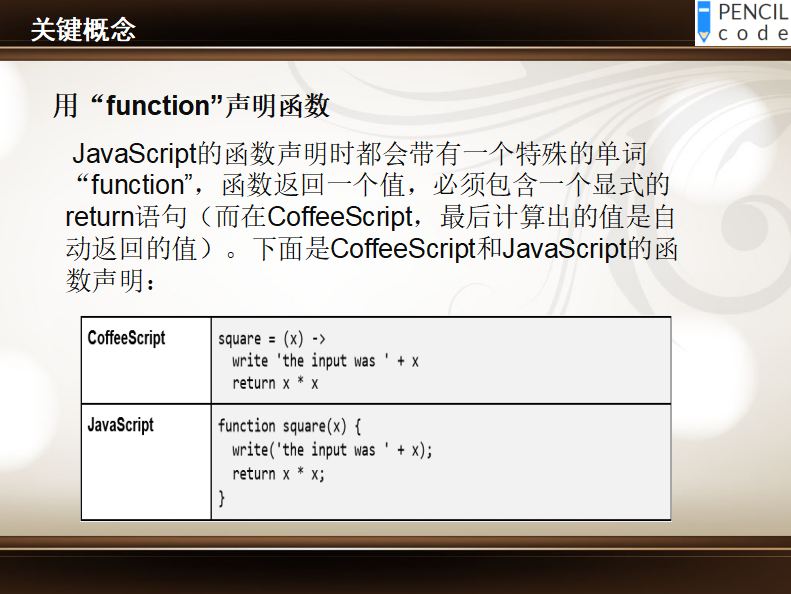 关键概念
PENCIL
code
用“function”声明函数
JavaScript的函数声明时都会带有一个特殊的单词
“function”，函数返回一个值，必须包含一个显式的
return语句（而在CoffeeScript，最后计算出的值是自
动返回的值）。下面是CoffeeScript和JavaScript的函
数声明：
CoffeeScript
square = (x) ->
write 'the input was ' + x
return x * x
JavaScript
function square(x) {
write('the input was ' + x);
return x * x;
}